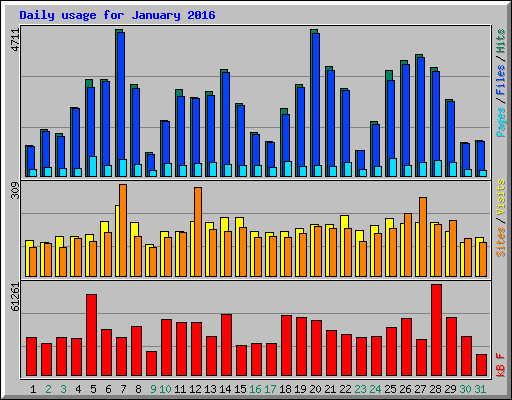 Daily usage for January 2016
4711
Pages / Files / Hits
309
Sites / Visits
61261
kB F
1 2 3 4 5 6 7 8 9 10 11 12 13 14 15 16 17 18 19 20 21 22 23 24 25 26 27 28 29 30 31